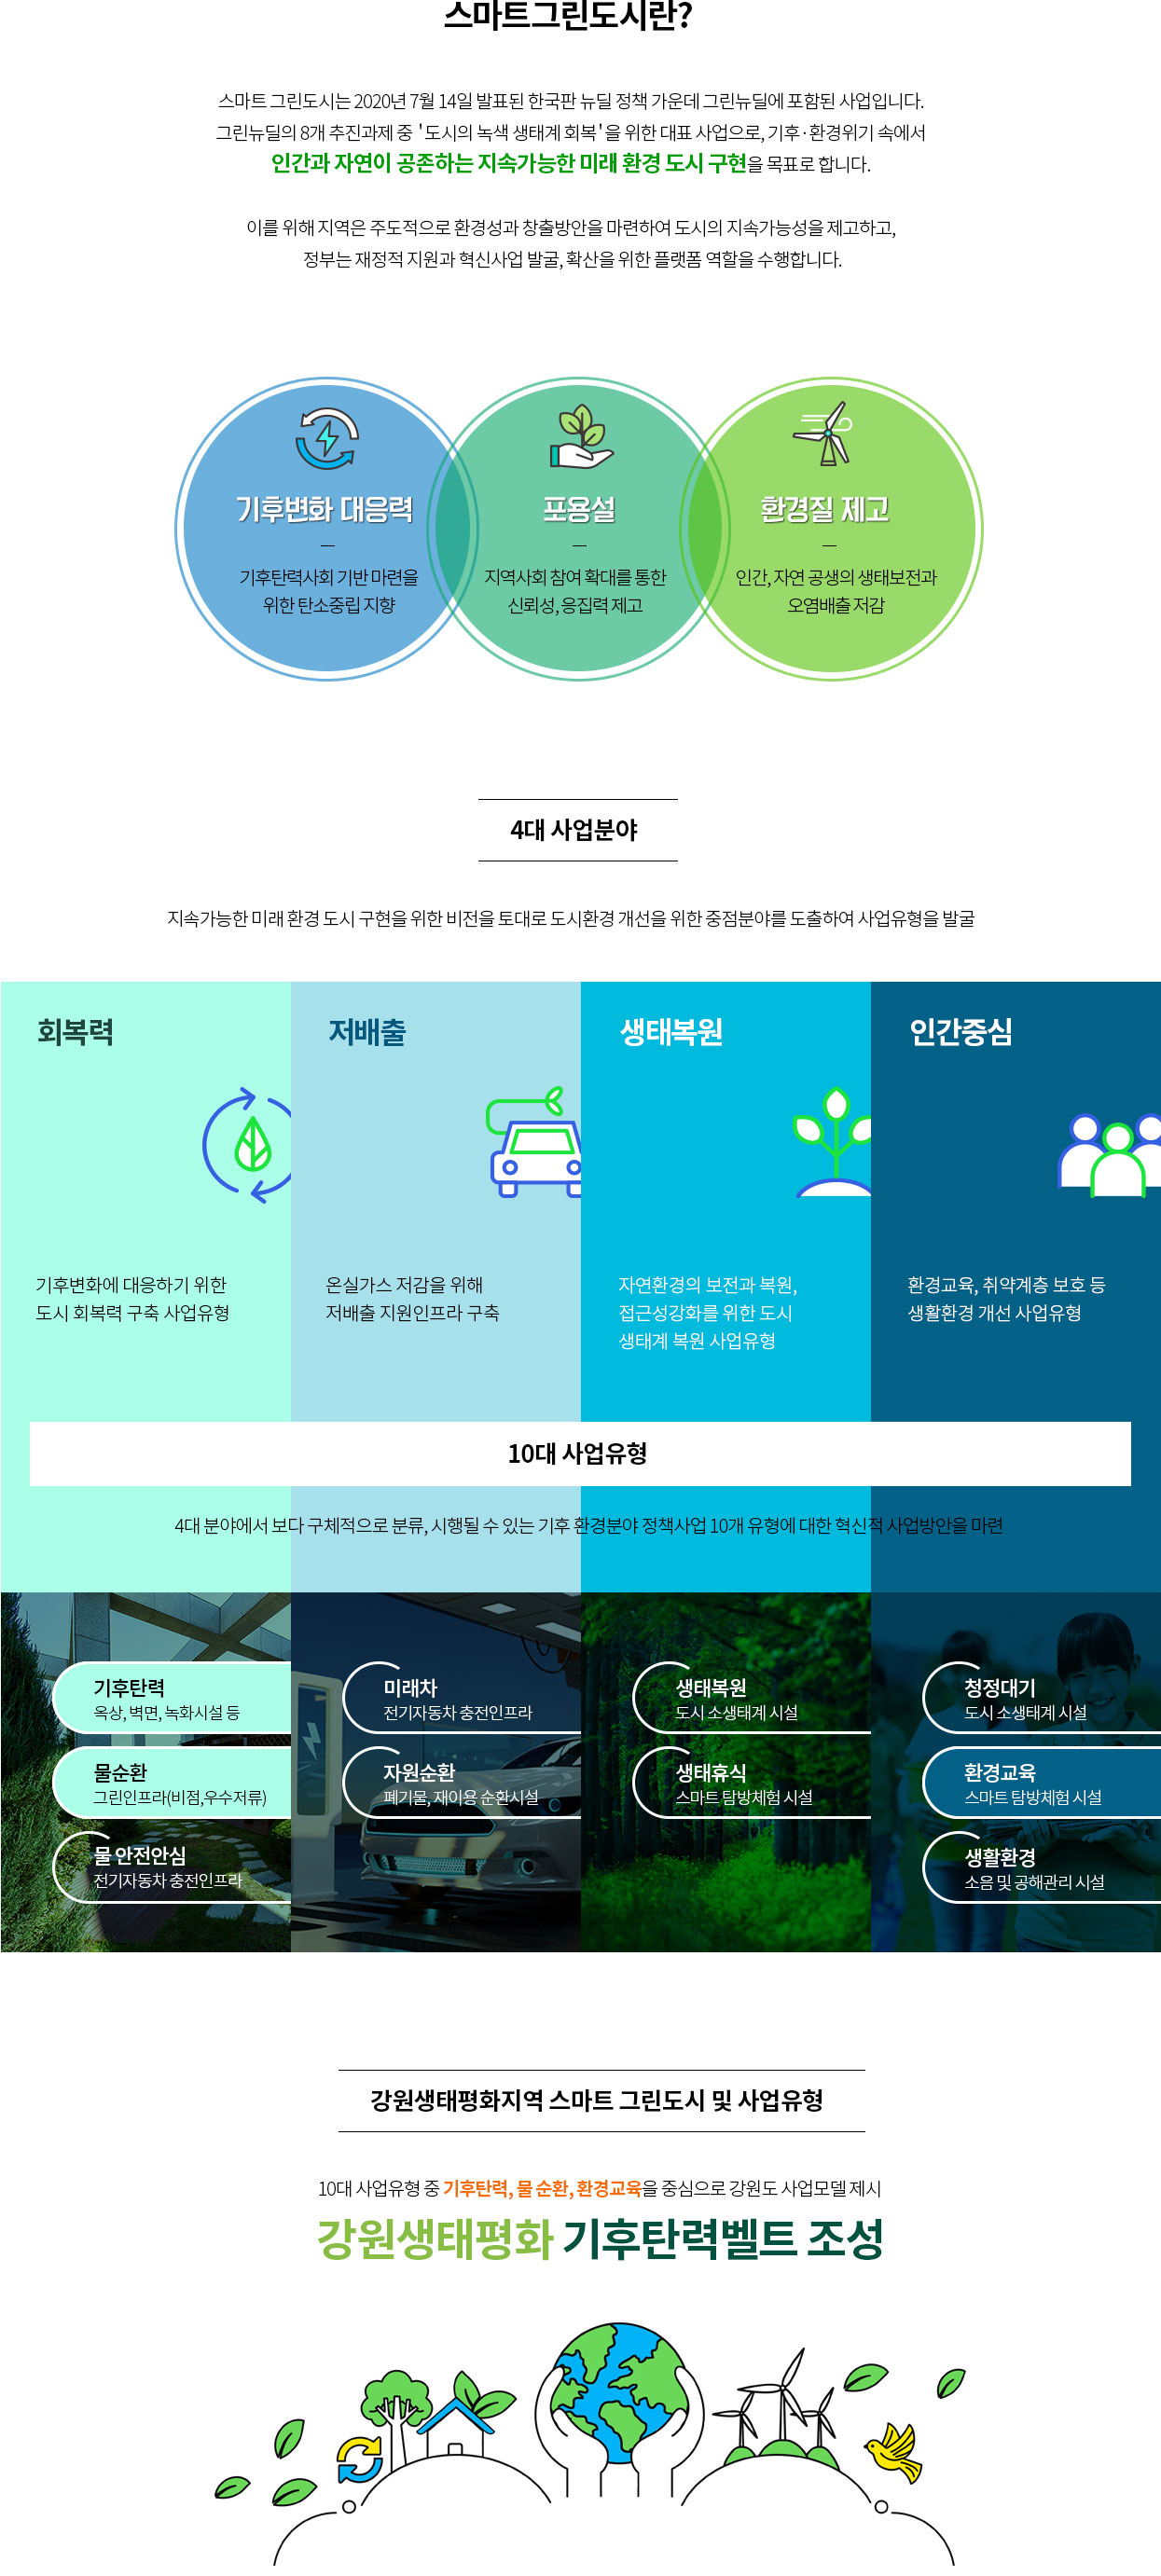 스마트그린도시란?
스마트 그린도시는 2020년 7월 14일 발표된 한국판 뉴딜 정책 가운데 그린뉴딜에 포함된 사업입니다.
그린뉴딜의 8개 추진과제 중 '도시의 녹색 생태계 회복'을 위한 대표 사업으로, 기후·환경위기 속에서
인간과 자연이 공존하는 지속가능한 미래 환경 도시 구현을 목표로 합니다.
이를 위해 지역은 주도적으로 환경성과 창출방안을 마련하여 도시의 지속가능성을 제고하고,
정부는 재정적 지원과 혁신사업 발굴, 확산을 위한 플랫폼 역할을 수행합니다.
기후변화 대응력
기후탄력사회 기반 마련을
위한 탄소중립 지향
포용설
지역사회 참여 확대를 통한
신뢰성, 응집력 제고
환경질 제고
인간, 자연 공생의 생태보전과
오염배출 저감
4대 사업분야
지속가능한 미래 환경 도시 구현을 위한 비전을 토대로 도시환경 개선을 위한 중점분야를 도출하여 사업유형을 발굴
회복력
기후변화에 대응하기 위한
도시 회복력 구축 사업유형
저배출
온실가스 저감을 위해
저배출 지원인프라 구축
생태복원
자연환경의 보전과 복원,
접근성강화를 위한 도시
생태계 복원 사업유형
인간중심
환경교육, 취약계층 보호 등
생활환경 개선 사업유형
10대 사업유형
4대 분야에서 보다 구체적으로 분류, 시행될 수 있는 기후 환경분야 정책사업 10개 유형에 대한 혁신적 사업방안을 마련
기후탄력
옥상, 벽면, 녹화시설 등
물순환
그린인프라(비점,우수저류)
물 안전안심
전기자동차 충전인프라
미래차
전기자동차 충전인프라
자원순환
폐기물, 재이용 순환시설
생태복원
도시 소생태계 시설
생태휴식
스마트 탐방체험 시설
청정대기
도시 소생태계 시설
환경교육
스마트 탐방체험 시설
생활환경
소음 및 공해관리 시설
강원생태평화지역 스마트 그린도시 및 사업유형
10대 사업유형 중 기후탄력, 물 순환, 환경교육을 중심으로 강원도 사업모델 제시
강원생태평화 기후탄력벨트 조성